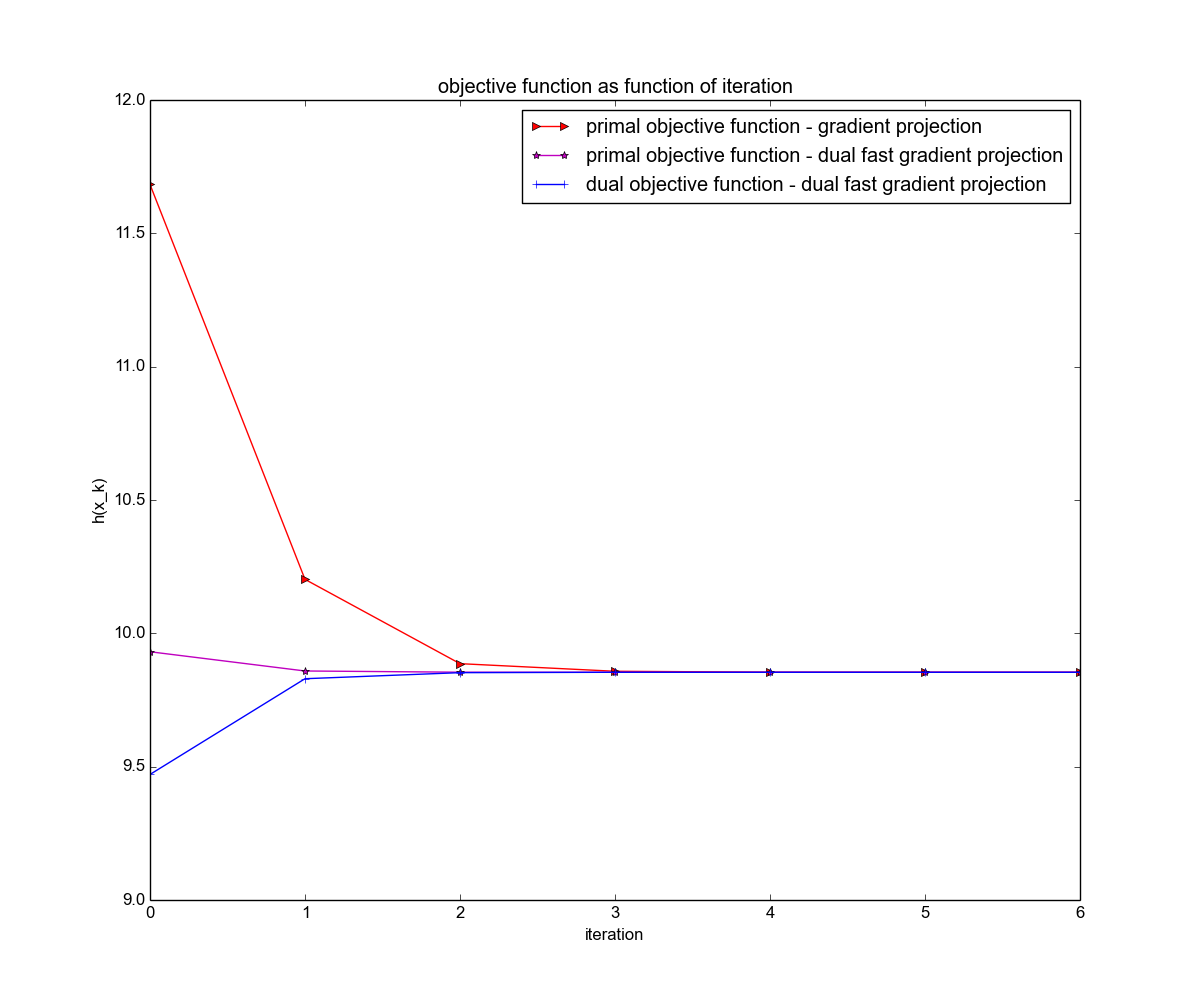 objective function as function of iteration
12.0
11.5
11.0
10.5
10.0
9.5
9.0
h(x_k)
primal objective function - gradient projection
primal objective function - dual fast gradient projection
dual objective function - dual fast gradient projection
0 1 2 3 4 5 6
iteration